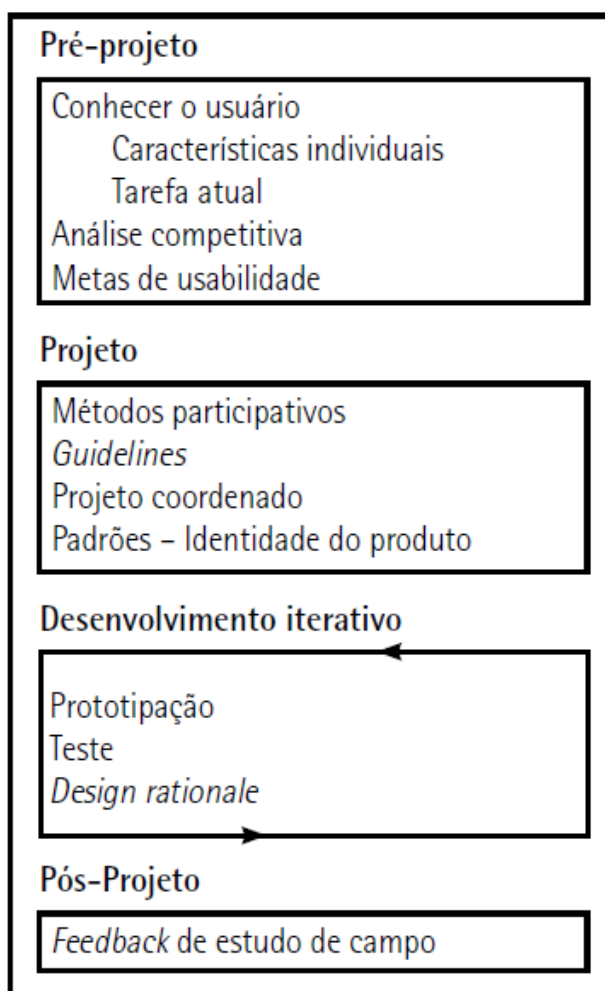 Pré-projeto
Conhecer o usuário
Características individuais
Tarefa atual
Análise competitiva
Metas de usabilidade
Projeto
Métodos participativos
Guidelines
Projeto coordenado
Padrões – Identidade do produto
Desenvolvimento iterativo
Prototipação
Teste
Design rationale
Pós-Projeto
Feedback de estudo de campo